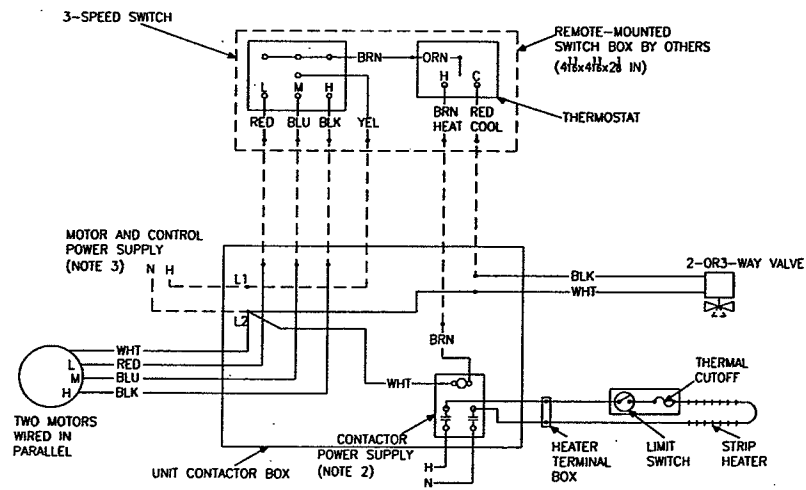 3-SPEED SWITCH
REMOTE-MOUNTED
SWITCH BOX BY OTHERS
BRN
ORN
L
M
H
H
C
RED
BLU
BLK
YEL
BRN
HEAT
RED
COOL
THERMOSTAT
MOTOR AND CONTROL
POWER SUPPLY
(NOTE 3)
N
H
L1
L2
BLK
WHT
2-OR3-WAY VALVE
WHT
L
RED
M
BLU
H
BLK
BRN
WHT
THERMAL
CUTOFF
TWO MOTORS
WIRED IN
PARALLEL
UNIT CONTACTOR BOX
CONTACTOR
POWER SUPPLY
(NOTE 2)
H
N
HEATER
TERMINAL
BOX
LIMIT
SWITCH
STRIP
HEATER